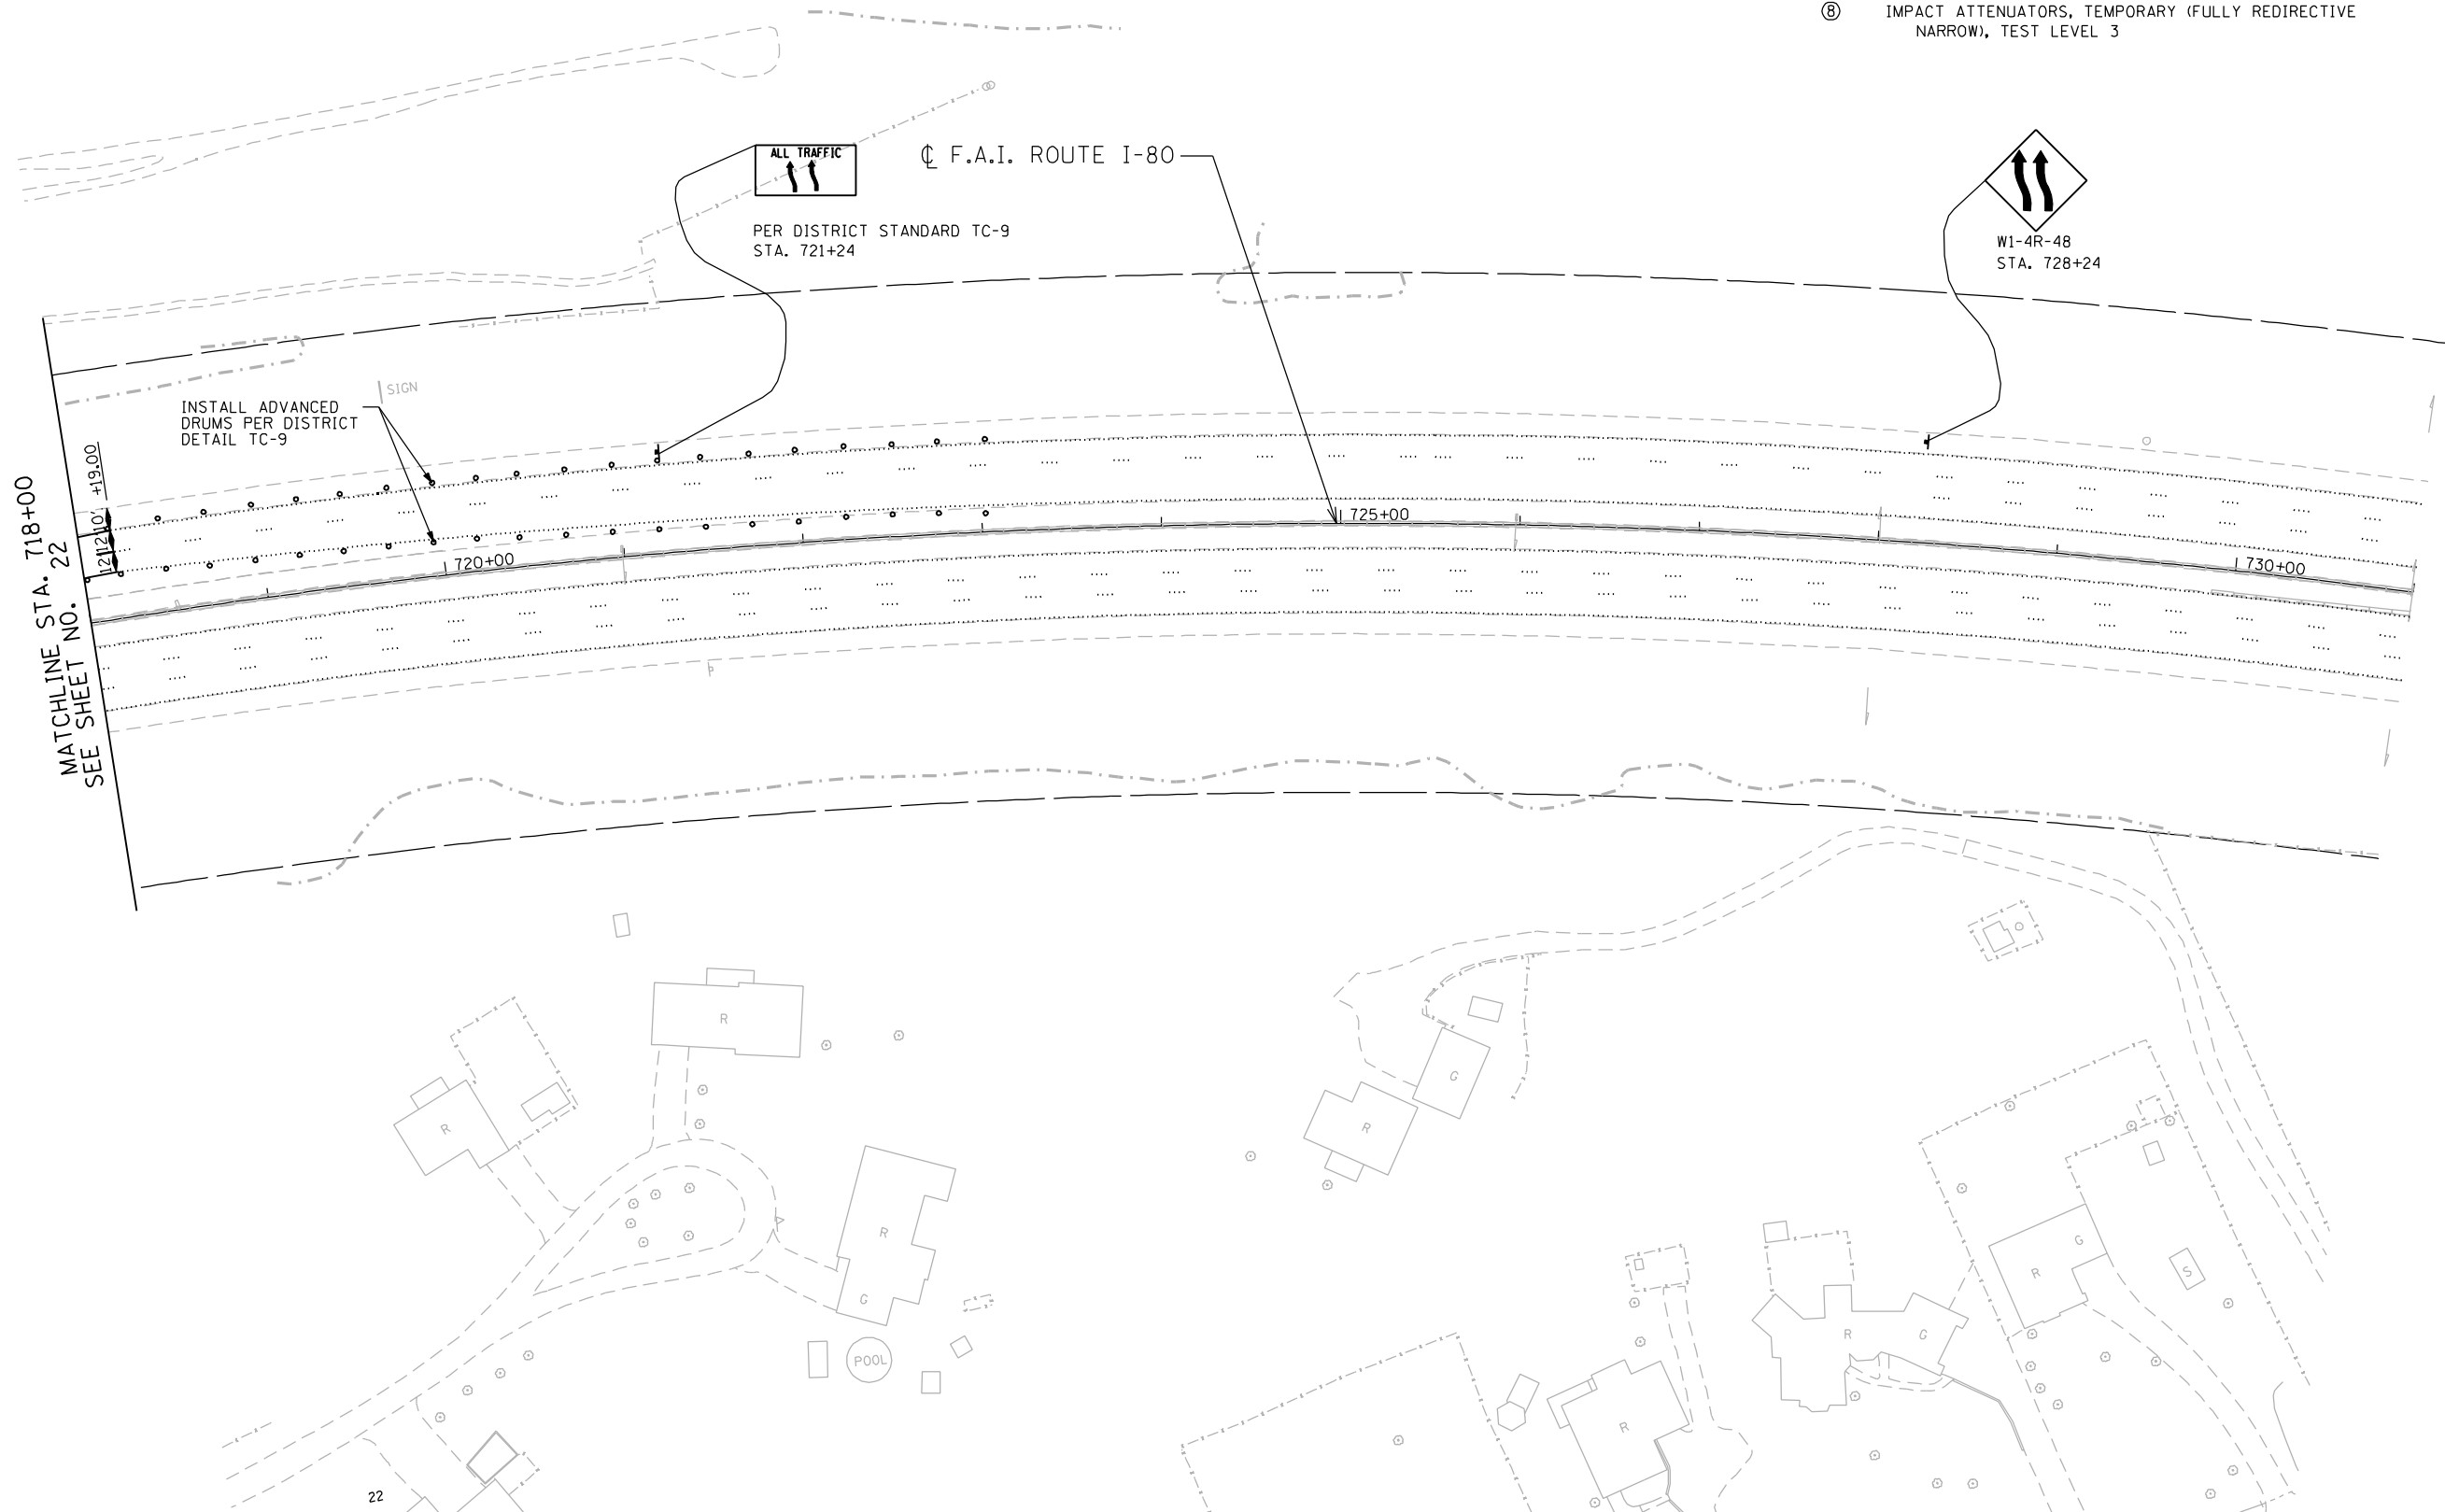 ⑧ IMPACT ATTENUATORS, TEMPORARY (FULLY REDIRECTIVE
NARROW), TEST LEVEL 3
ALL TRAFFIC
℄ F.A.I. ROUTE I-80
PER DISTRICT STANDARD TC-9
STA. 721+24
W1-4R-48
STA. 728+24
SIGN
INSTALL ADVANCED
DRUMS PER DISTRICT
DETAIL TC-9
+19.00
10'
12'
12'
MATCHLINE STA. 718+00
SEE SHEET NO. 22
720+00
725+00
730+00
P
R
R
G
R
R
R
G
G
R
S
R
G
POOL
R
22